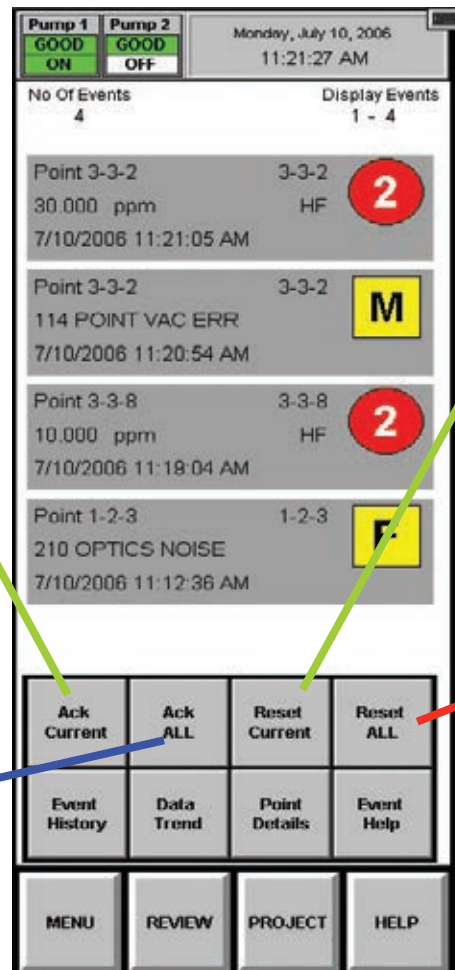 Pump 1 Pump 2
GOOD GOOD
ON OFF
Monday, July 10, 2006
11:21:27 AM
No Of Events Display Events
4 1 - 4
Point 3-3-2 3-3-2
30.000 ppm HF
7/10/2006 11:21:05 AM
2
Point 3-3-2 3-3-2
114 POINT VAC ERR
7/10/2006 11:20:54 AM
M
Point 3-3-8 3-3-8
10.000 ppm HF
7/10/2006 11:19:04 AM
2
Point 1-2-3 1-2-3
210 OPTICS NOISE
7/10/2006 11:12:36 AM
Ack Current
Ack ALL
Reset Current
Reset ALL
Event History
Data Trend
Point Details
Event Help
MENU REVIEW PROJECT HELP